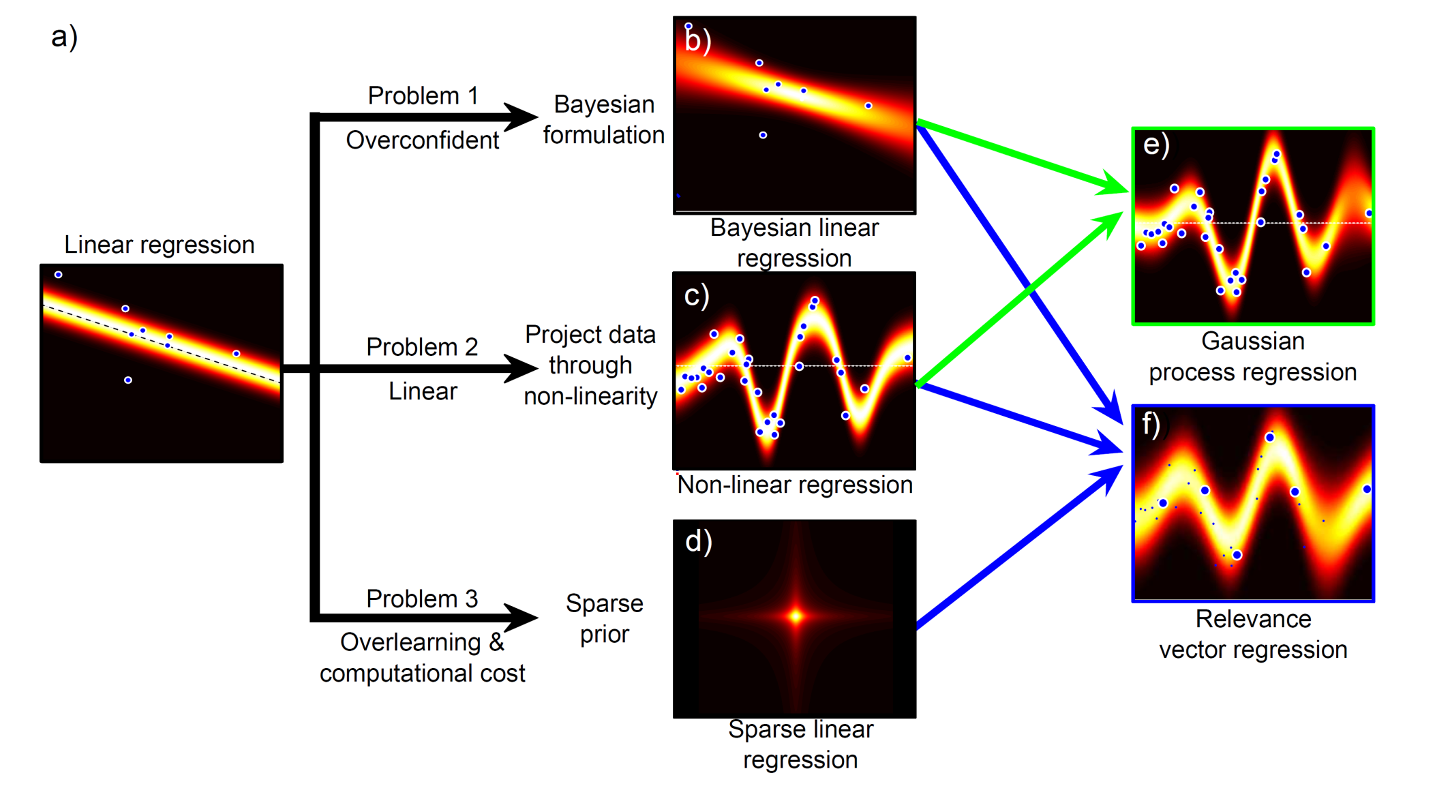 a)
Linear regression
Problem 1
Overconfident
Bayesian
formulation
b)
Bayesian linear
regression
Problem 2
Linear
Project data
through
non-linearity
c)
Non-linear regression
Problem 3
Overlearning &
computational cost
Sparse
prior
d)
Sparse linear
regression
e)
Gaussian
process regression
f)
Relevance
vector regression